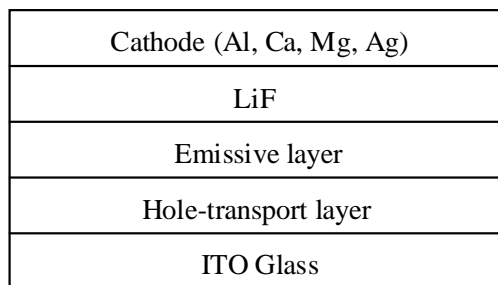 Cathode (Al, Ca, Mg, Ag)
LiF
Emissive layer
Hole-transport layer
ITO Glass